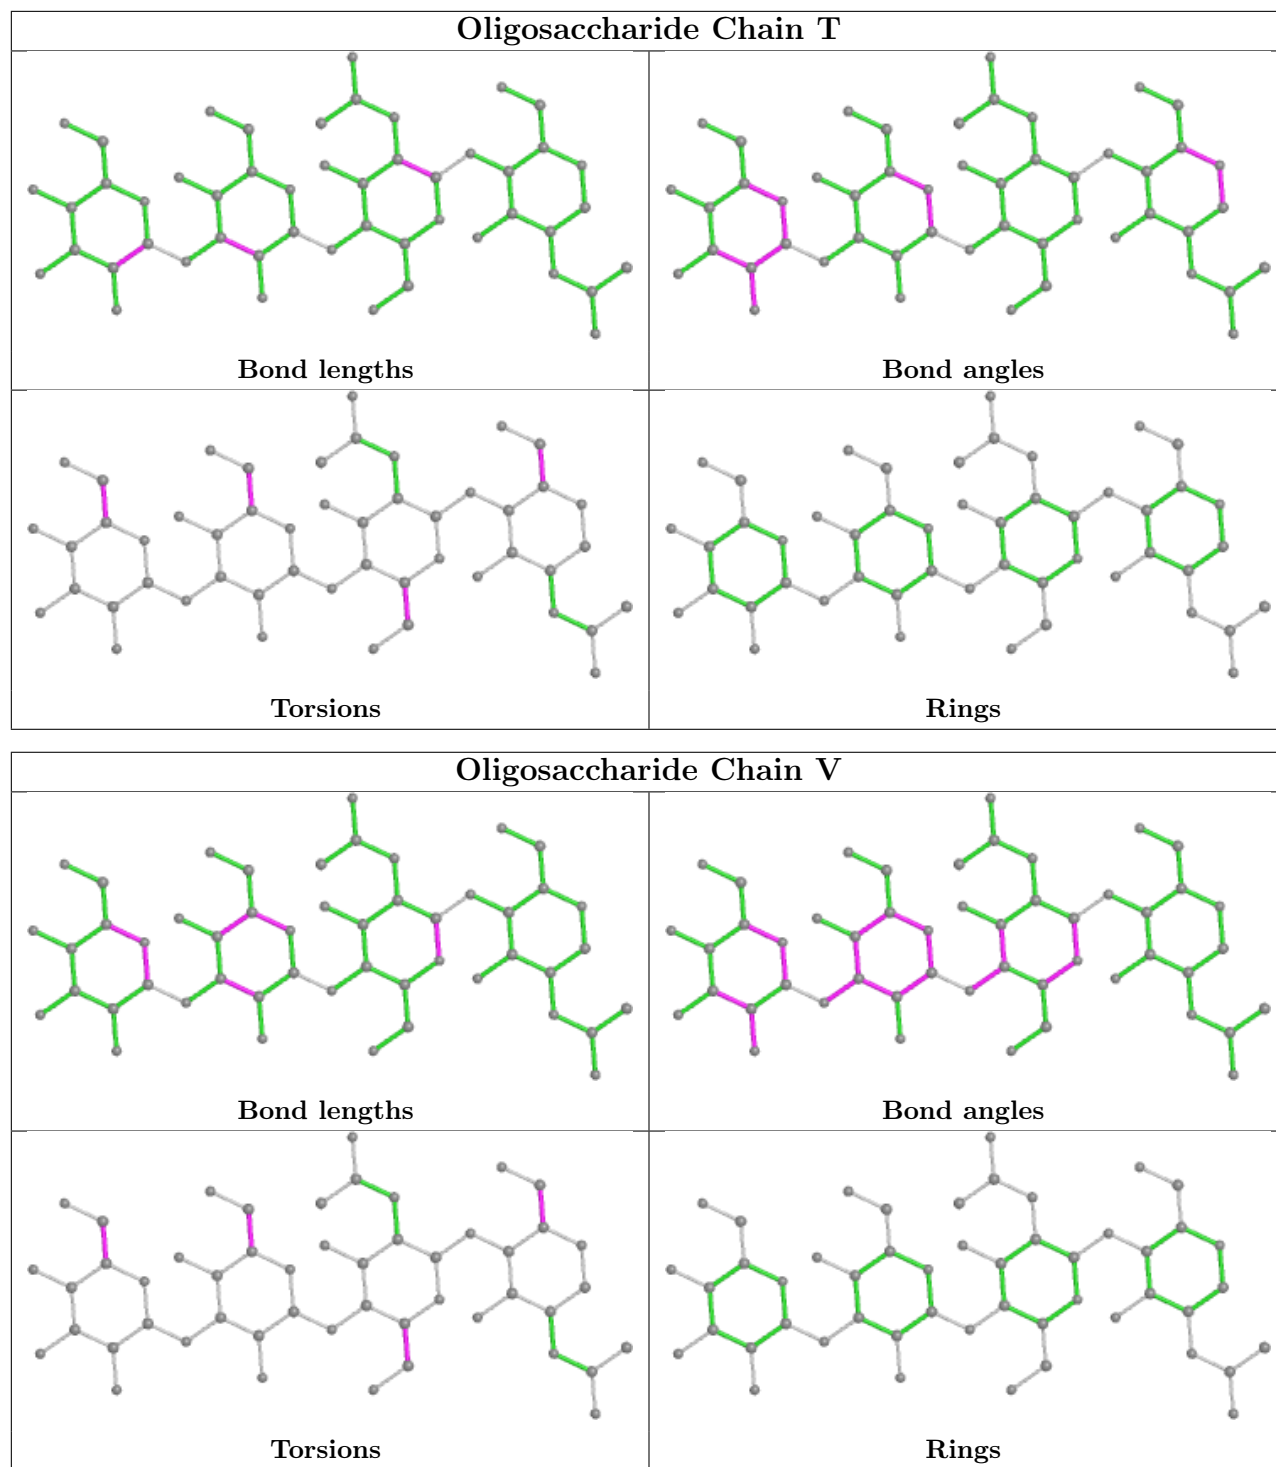 Oligosaccharide Chain T
Bond lengths
Bond angles
Torsions
Rings
Oligosaccharide Chain V
Bond lengths
Bond angles
Torsions
Rings